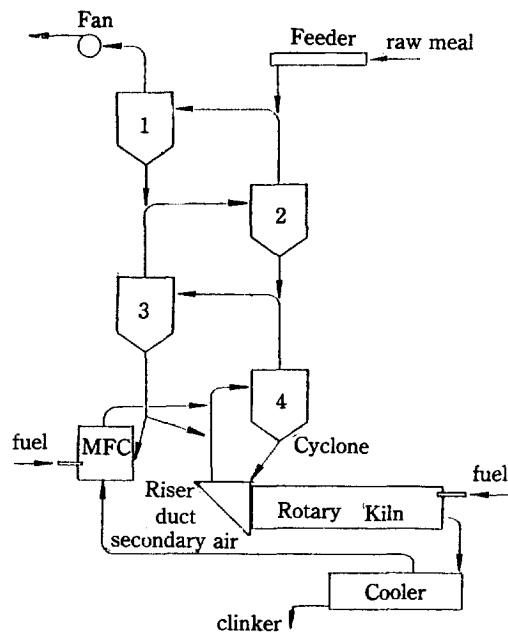 Fan
Feeder
raw meal
1
2
3
4
fuel
MFC
Cyclone
fuel
Riser
duct
Rotary Kiln
secondary air
Cooler
clinker